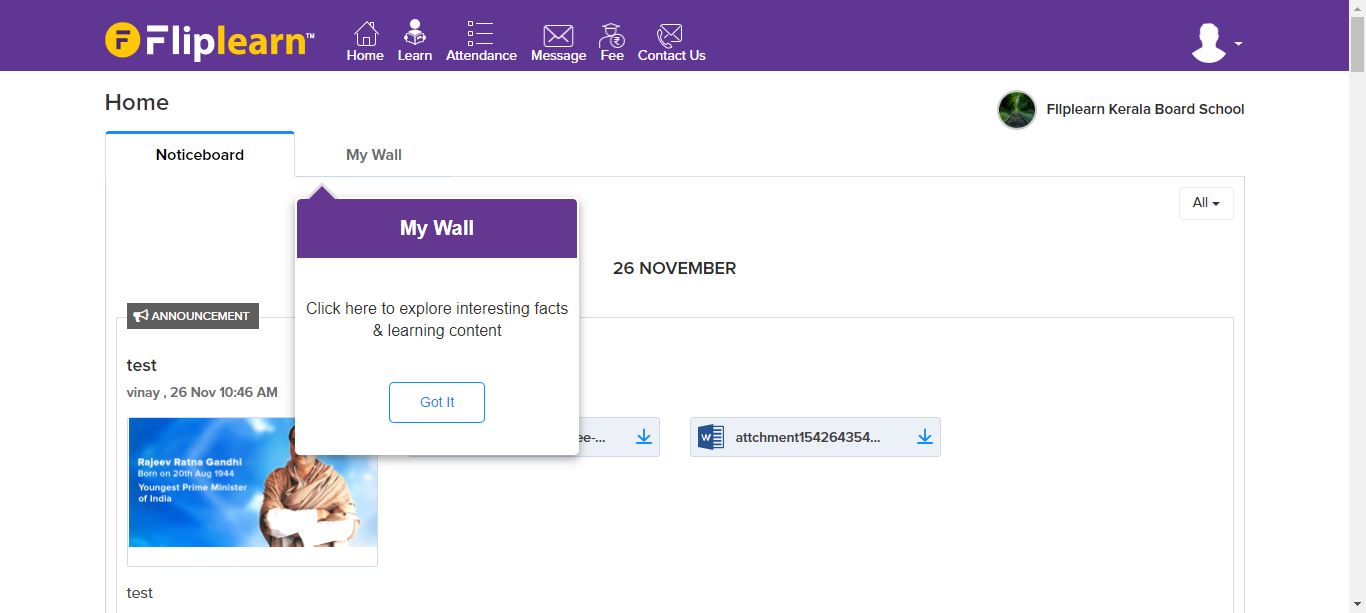 Fliplearn™
Home
Learn
Attendance
Message
Fee
Contact Us
Home
Fliplearn Kerala Board School
Noticeboard
My Wall
All
My Wall
26 NOVEMBER
Click here to explore interesting facts
& learning content
Got It
ANNOUNCEMENT
test
vinay , 26 Nov 10:46 AM
Rajeev Ratna Gandhi
Born on 20th Aug 1944
Youngest Prime Minister
of India
ee-...
attchment154264354...
test